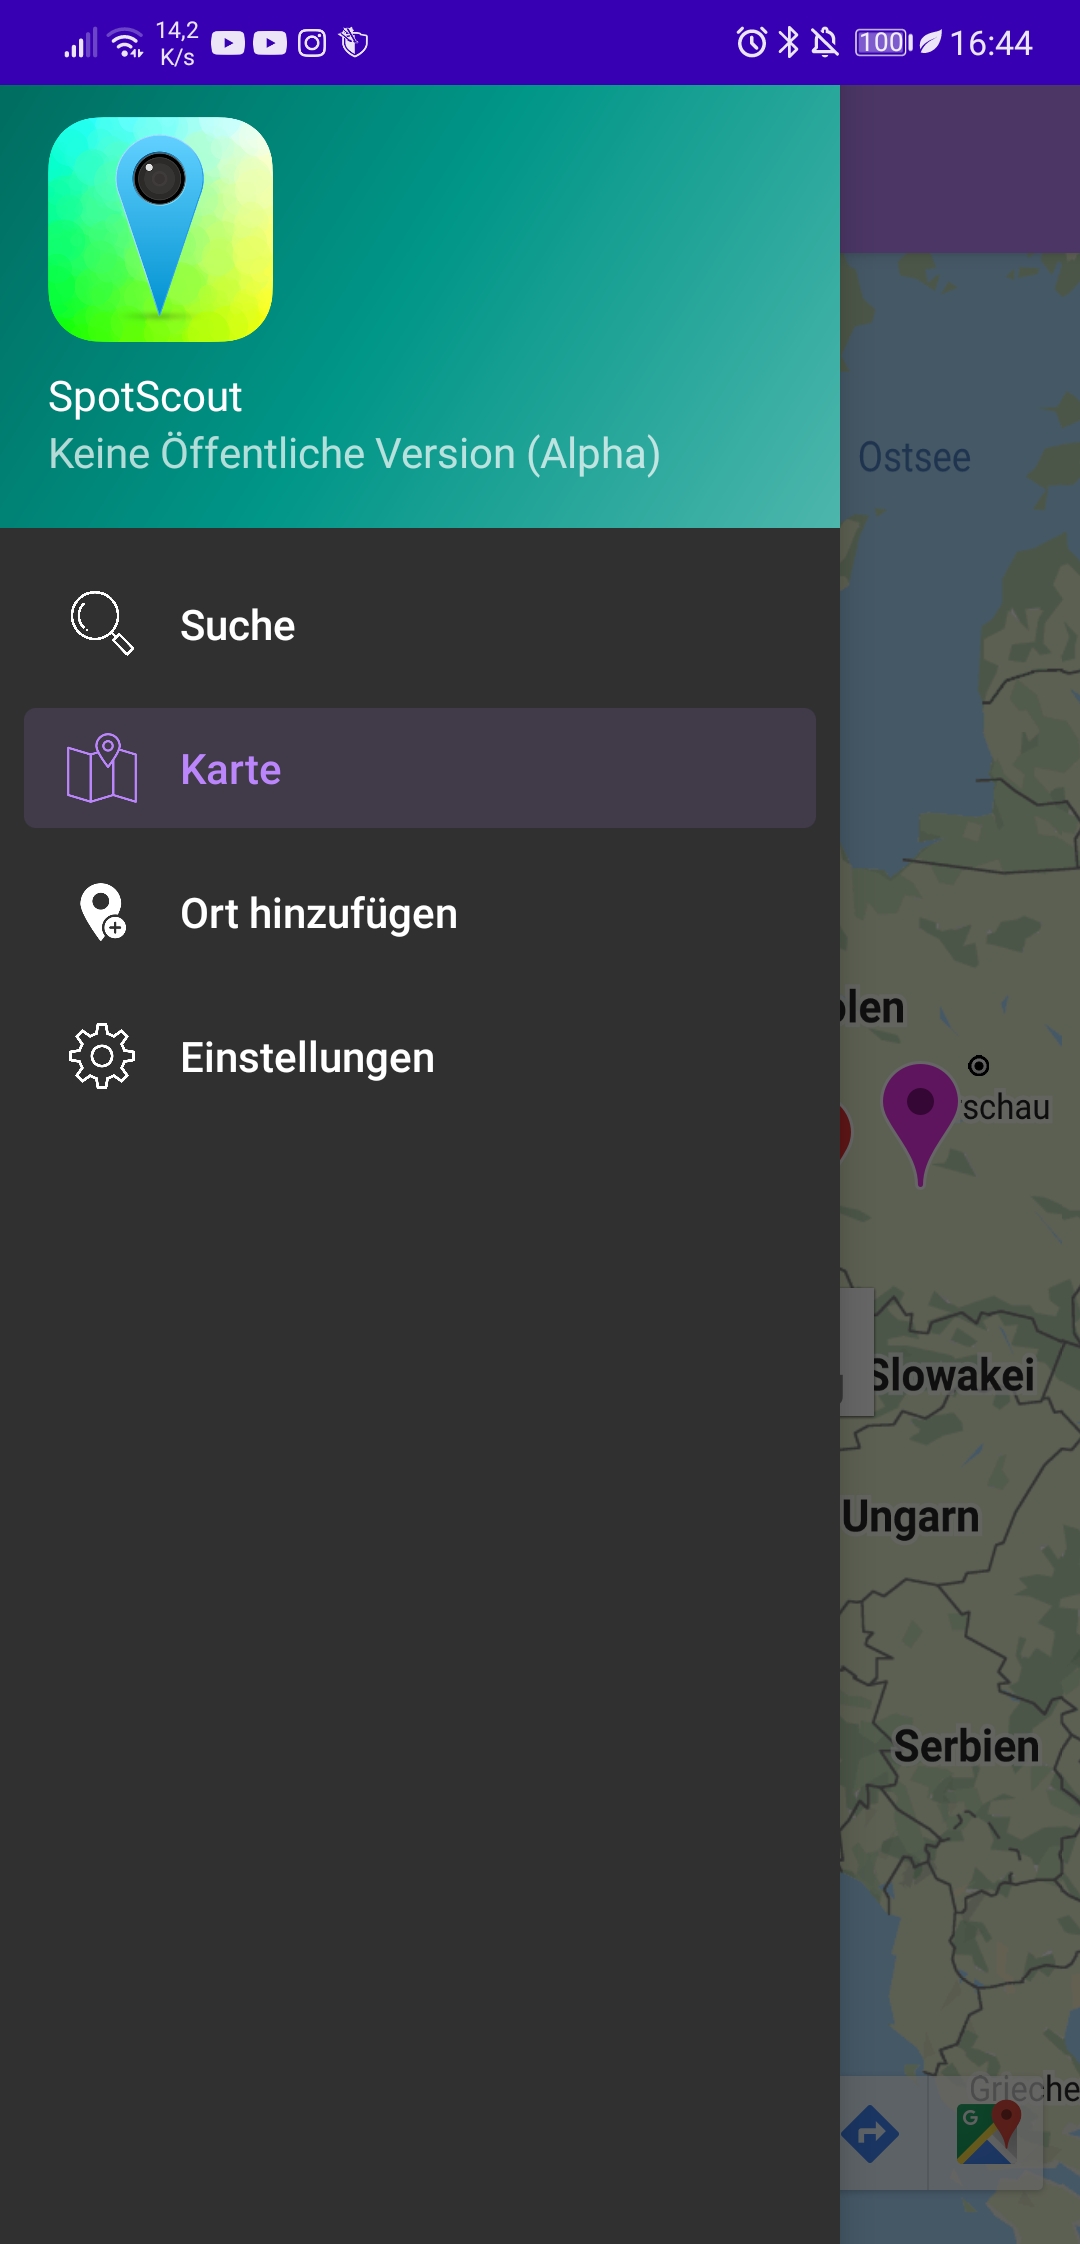 14,2
K/s
100
16:44
SpotScout
Keine Öffentliche Version (Alpha)
Suche
Karte
Ort hinzufügen
Einstellungen
Ostsee
olen
schau
Slowakei
Ungarn
Serbien
Grieche
G